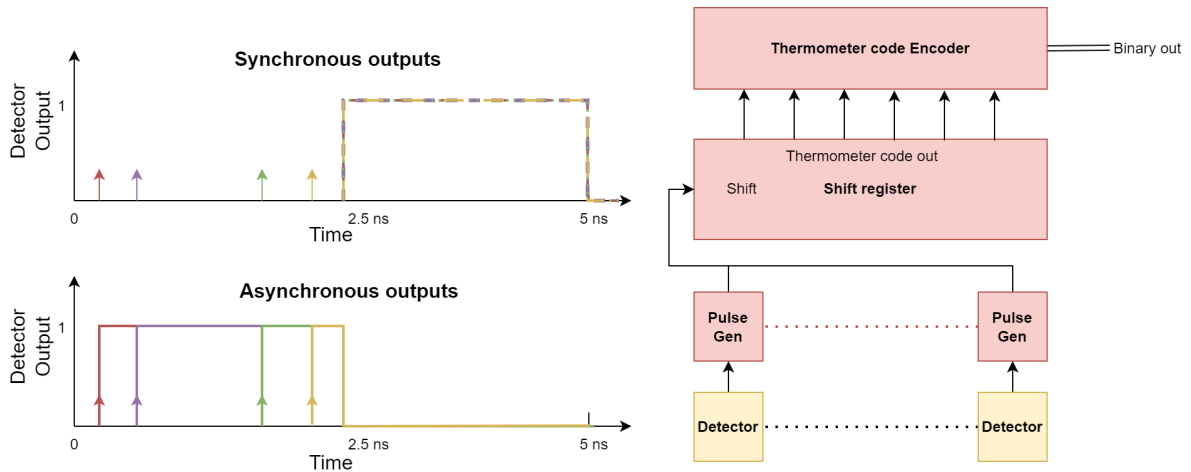 Synchronous outputs
Detector
Output
1
0
2.5 ns
5 ns
Time
Asynchronous outputs
Detector
Output
1
0
2.5 ns
5 ns
Time
Thermometer code Encoder
Binary out
Thermometer code out
Shift
Shift register
Pulse
Gen
Pulse
Gen
Detector
Detector